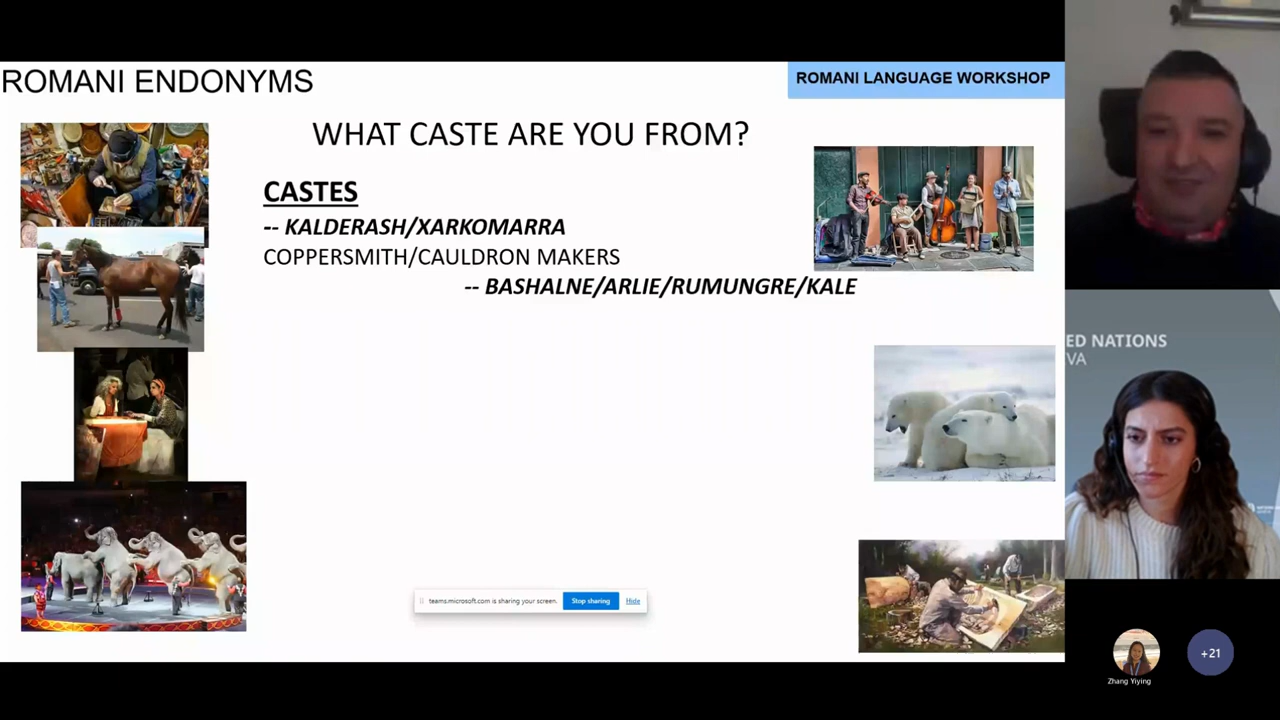 ROMANI ENDONYMS
ROMANI LANGUAGE WORKSHOP
WHAT CASTE ARE YOU FROM?
CASTES
-- KALDERASH/XARKOMARRA
COPPERSMITH/CAULDRON MAKERS
-- BASHALNE/ARLIE/RUMUNGRE/KALE
teams.microsoft.com is sharing your screen.
Stop sharing
Hide
ED NATIONS
VA
Zhang Yiying
+21